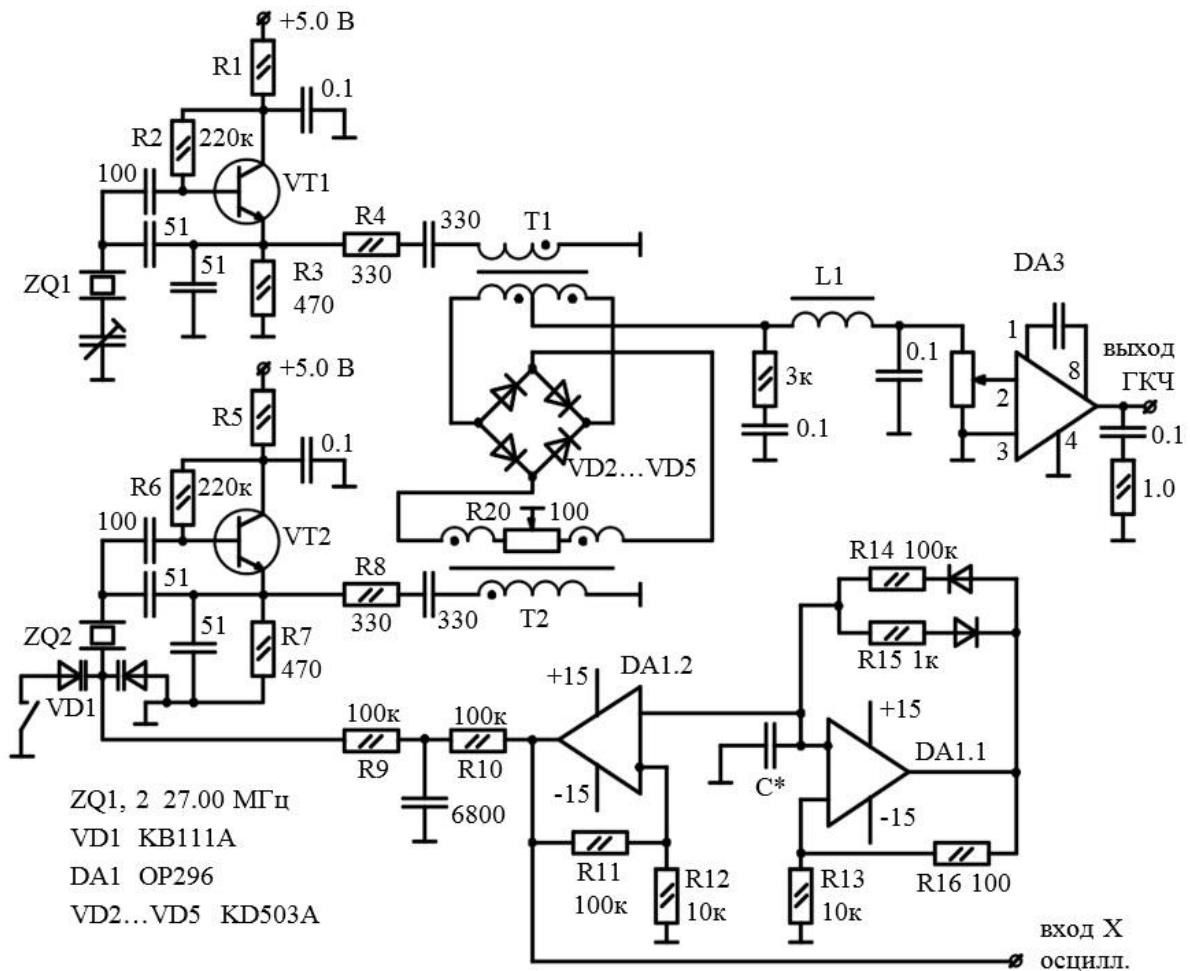 +5.0 В
R1
0.1
R2
220к
100
VT1
51
51
R4
330
330
T1
ZQ1
R3
470
L1
DA3
1
8
2
3
4
выход
ГКЧ
0.1
3к
0.1
0.1
1.0
+5.0 В
R5
0.1
R6
220к
100
VT2
VD2...VD5
R20
100
51
51
R8
330
330
T2
ZQ2
R7
470
VD1
R14 100к
R15 1к
DA1.2
+15
-15
+15
DA1.1
-15
C*
100к
R9
100к
R10
6800
R11
100к
R12
10к
R13
10к
R16 100
ZQ1, 2 27.00 МГц
VD1 КВ111А
DA1 OP296
VD2...VD5 KD503A
вход X
осцилл.